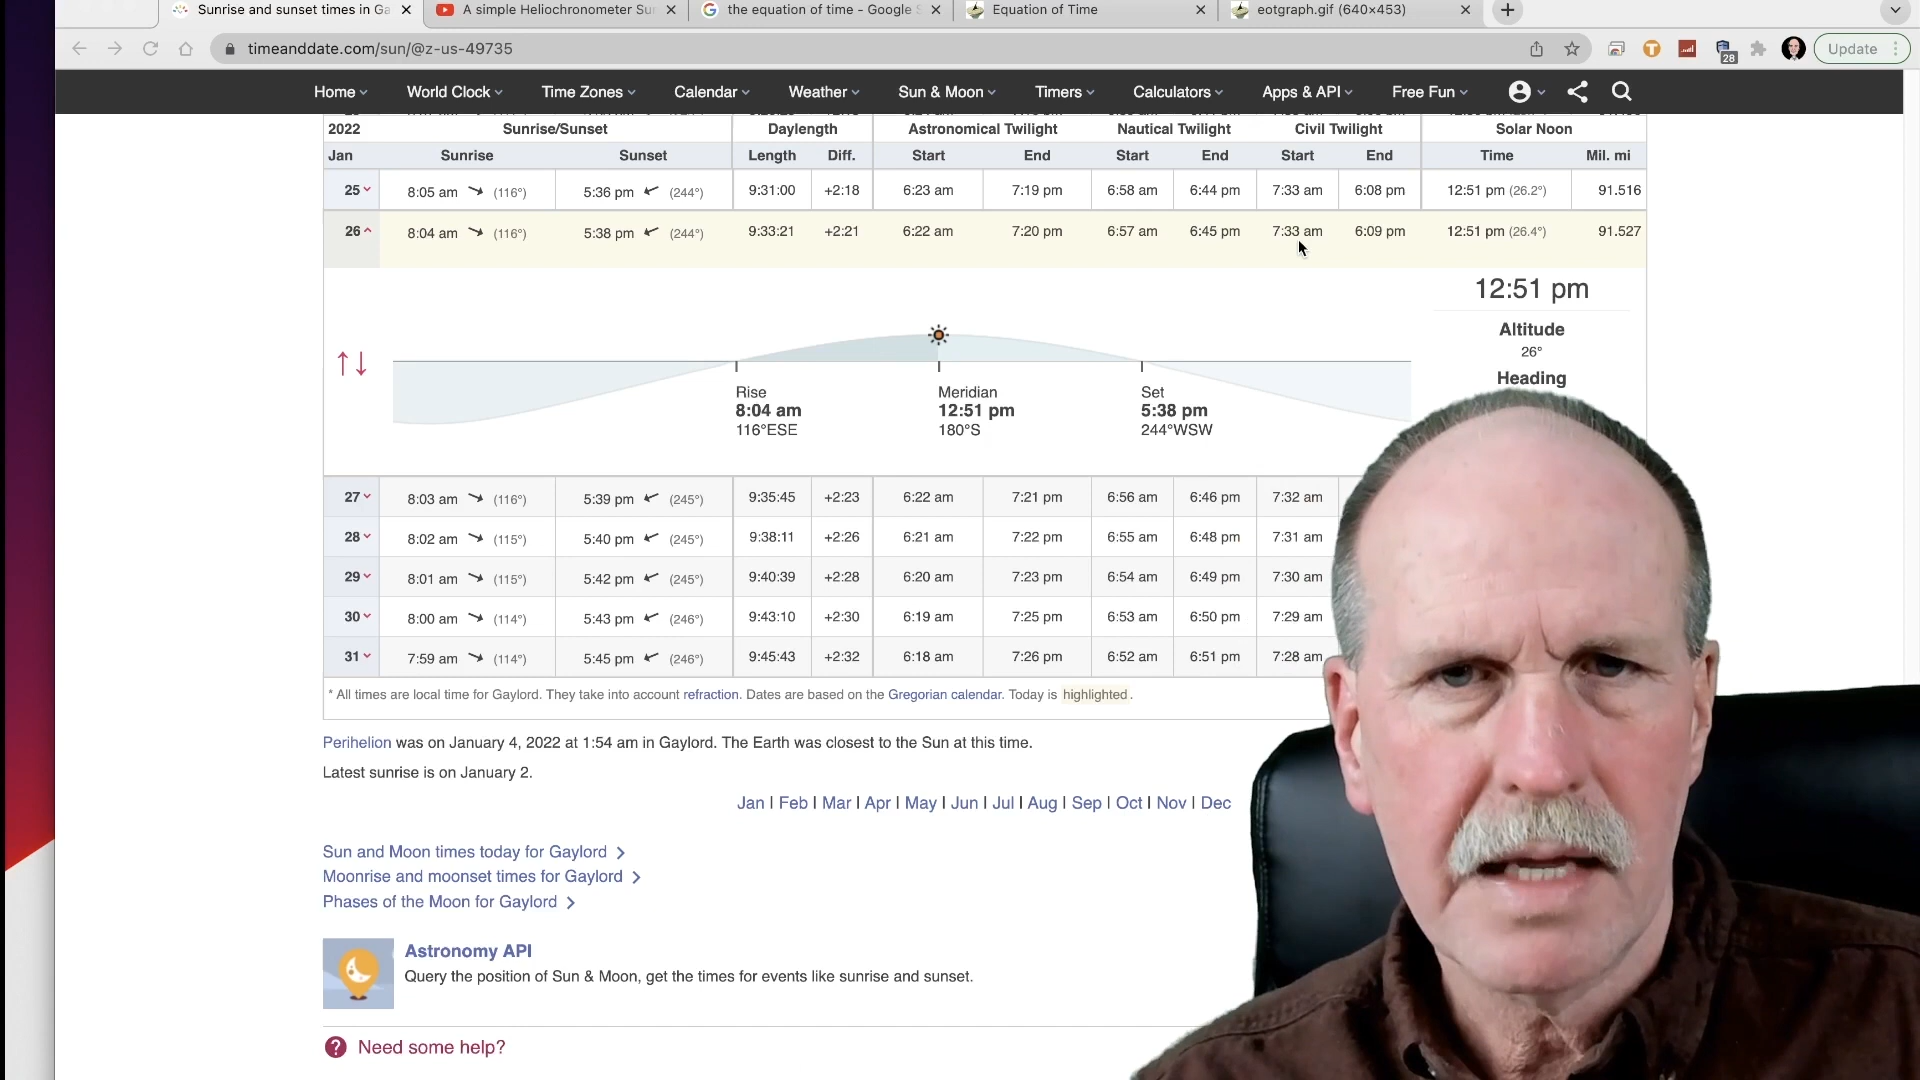 Sunrise and sunset times in Ga
A simple Heliochronometer Su
the equation of time - Google S
Equation of Time
eotgraph.gif (640×453)
timeanddate.com/sun/@z-us-49735
28
Update
Home World Clock Time Zones Calendar Weather Sun & Moon Timers Calculators Apps & API Free Fun
2022 Sunrise/Sunset Daylength Astronomical Twilight Nautical Twilight Civil Twilight Solar Noon
Jan Sunrise Sunset Length Diff. Start End Start End Start End Time Mil. mi
25 8:05 am (116°) 5:36 pm (244°) 9:31:00 +2:18 6:23 am 7:19 pm 6:58 am 6:44 pm 7:33 am 6:08 pm 12:51 pm (26.2°) 91.516
26 8:04 am (116°) 5:38 pm (244°) 9:33:21 +2:21 6:22 am 7:20 pm 6:57 am 6:45 pm 7:33 am 6:09 pm 12:51 pm (26.4°) 91.527
12:51 pm
Altitude
26°
Heading
Rise Meridian Set
8:04 am 12:51 pm 5:38 pm
116°ESE 180°S 244°WSW
27 8:03 am (116°) 5:39 pm (245°) 9:35:45 +2:23 6:22 am 7:21 pm 6:56 am 6:46 pm 7:32 am
28 8:02 am (115°) 5:40 pm (245°) 9:38:11 +2:26 6:21 am 7:22 pm 6:55 am 6:48 pm 7:31 am
29 8:01 am (115°) 5:42 pm (245°) 9:40:39 +2:28 6:20 am 7:23 pm 6:54 am 6:49 pm 7:30 am
30 8:00 am (114°) 5:43 pm (246°) 9:43:10 +2:30 6:19 am 7:25 pm 6:53 am 6:50 pm 7:29 am
31 7:59 am (114°) 5:45 pm (246°) 9:45:43 +2:32 6:18 am 7:26 pm 6:52 am 6:51 pm 7:28 am
* All times are local time for Gaylord. They take into account refraction. Dates are based on the Gregorian calendar. Today is highlighted.
Perihelion was on January 4, 2022 at 1:54 am in Gaylord. The Earth was closest to the Sun at this time.
Latest sunrise is on January 2.
Jan | Feb | Mar | Apr | May | Jun | Jul | Aug | Sep | Oct | Nov | Dec
Sun and Moon times today for Gaylord
Moonrise and moonset times for Gaylord
Phases of the Moon for Gaylord
Astronomy API
Query the position of Sun & Moon, get the times for events like sunrise and sunset.
? Need some help?